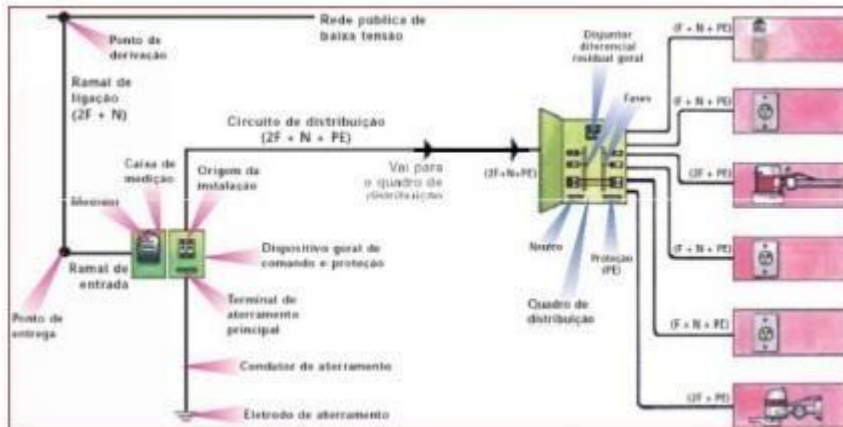 Rede pública de
baixa tensão
Ponto de
derivação
Ramal de
ligação
(2F + N)
Circuito de distribuição
(2F + N + PE)
Vai para
o quadro de
distribuição
Caixa de
medição
Origem da
instalação
Medidor
Dispositivo geral de
comando e proteção
Ramal de
entrada
Terminal de
aterramento
principal
Ponto de
entrega
Condutor de aterramento
Eletrodo de aterramento
Disjuntor
diferencial
residual geral
Fases
(2F+N+PE)
Neutro
Proteção
(PE)
Quadro de
distribuição
(F + N + PE)
(F + N + PE)
(2F + PE)
(F + N + PE)
(F + N + PE)
(2F + PE)